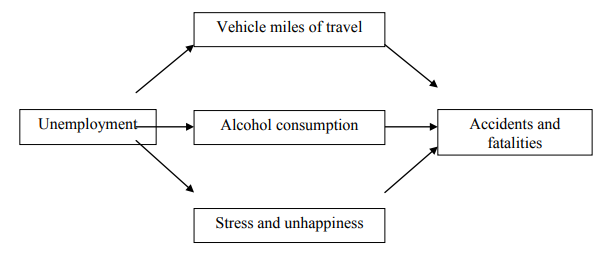 Vehicle miles of travel
Unemployment
Alcohol consumption
Accidents and
fatalities
Stress and unhappiness